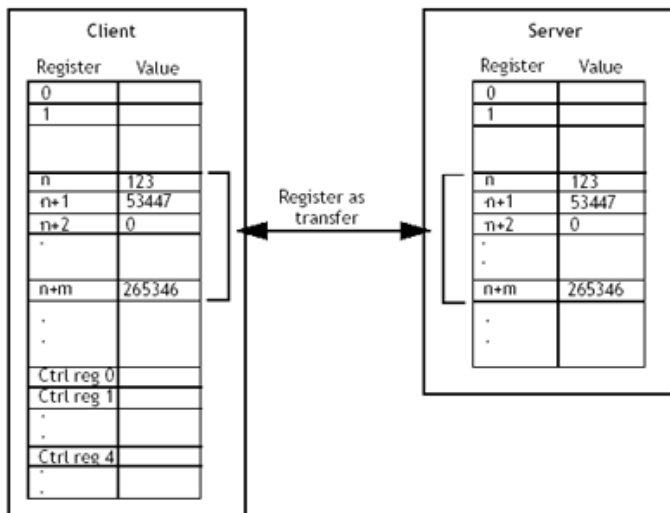 Client
Register Value
0
1
n 123
n+1 53447
n+2 0
.
n+m 265346
.
.
Ctrl reg 0
Ctrl reg 1
.
.
Ctrl reg 4
.
.
Register as
transfer
Server
Register Value
0
1
n 123
n+1 53447
n+2 0
.
.
n+m 265346
.
.